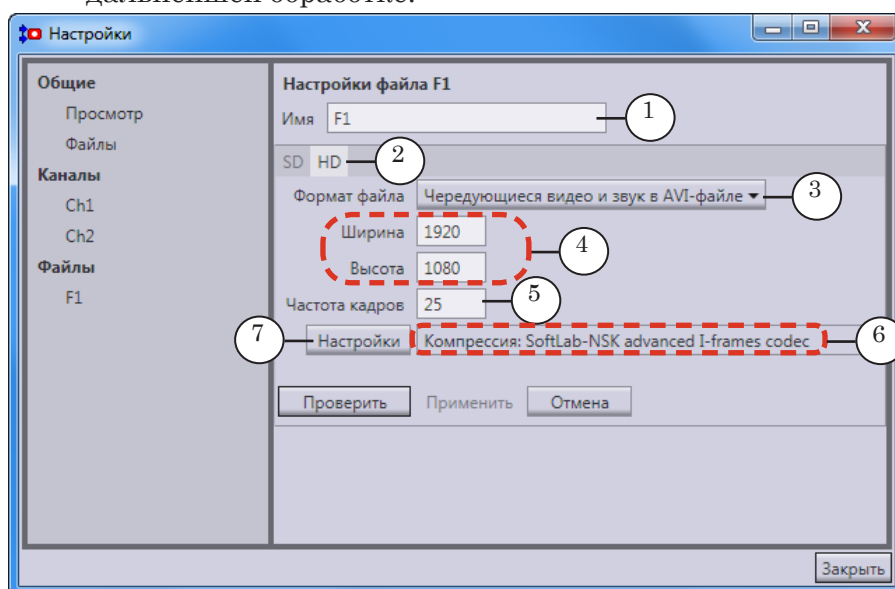 дальнейшей обработке.
Настройки
Общие
Просмотр
Файлы
Каналы
Ch1
Ch2
Файлы
F1
Настройки файла F1
Имя F1 1
SD HD 2
Формат файла Чередующиеся видео и звук в AVI-файле 3
Ширина 1920
4
Высота 1080
Частота кадров 25 5
7 Настройки Компрессия: SoftLab-NSK advanced I-frames codec 6
Проверить Применить Отмена
Закрыть